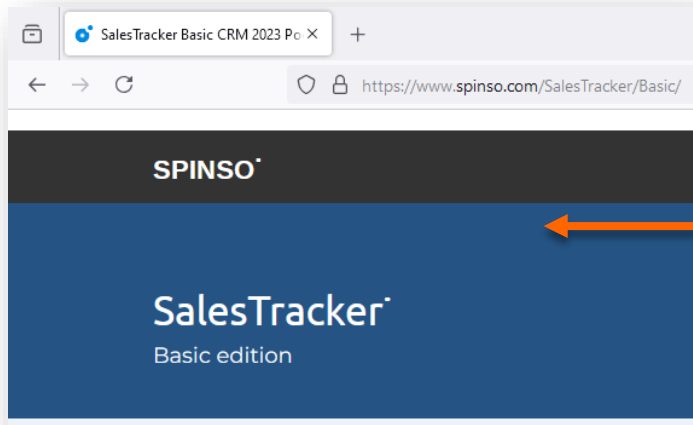 SalesTracker Basic CRM 2023 Po
https://www.spinso.com/SalesTracker/Basic/
SPINSO
SalesTracker
Basic edition